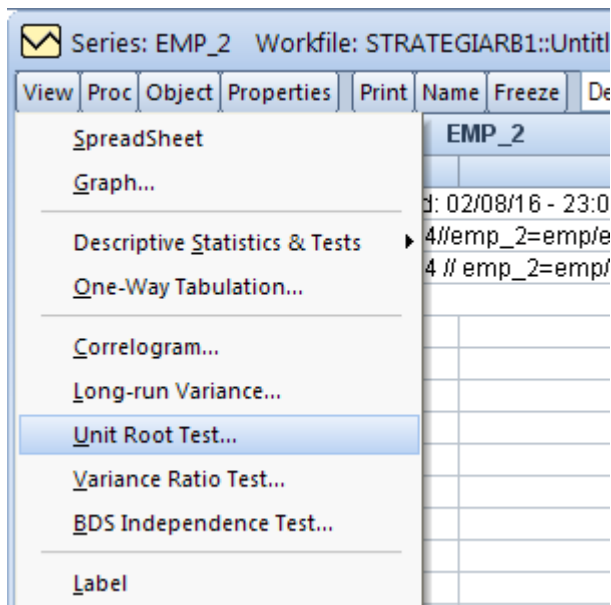 Series: EMP_2 Workfile: STRATEGIARB1::Untitl
View Proc Object Properties Print Name Freeze De
EMP_2
SpreadSheet
Graph...
d: 02/08/16 - 23:0
Descriptive Statistics & Tests
4//emp_2=emp/e
One-Way Tabulation...
4 // emp_2=emp/
Correlogram...
Long-run Variance...
Unit Root Test...
Variance Ratio Test...
BDS Independence Test...
Label